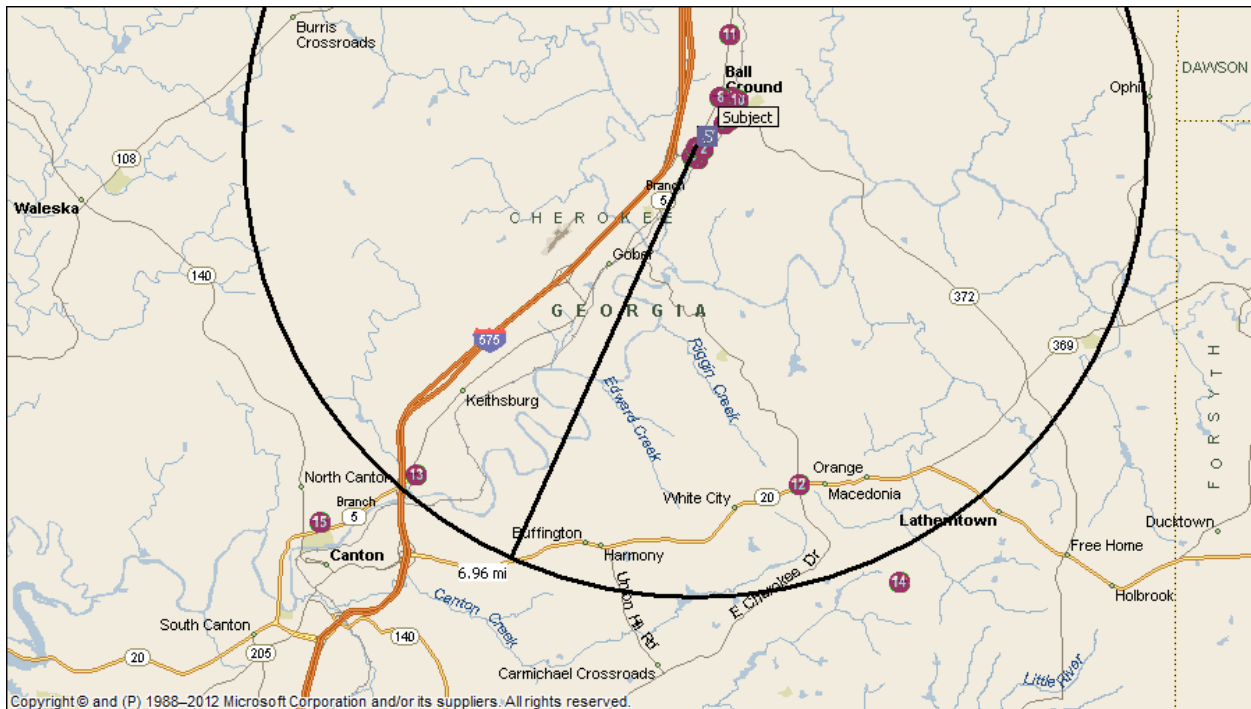 Burris
Crossroads
11
Ball
Ground
DAWSON
Ophir
8
10
Subject
S
2
108
Branch
5
Waleska
CHEROKEE
140
Gober
372
GEORGIA
575
369
Riggin Creek
Edward Creek
FORSYTH
Keithsburg
13
North Canton
Orange
12
Macedonia
White City
20
Branch
5
15
Lathemtown
Ducktown
Buffington
Harmony
Canton
Free Home
6.96 mi
14
E Cherokee Dr
Union Hill Rd
Holbrook
Canton Creek
South Canton
140
205
20
Carmichael Crossroads
Little River
Copyright © and (P) 1988–2012 Microsoft Corporation and/or its suppliers. All rights reserved.